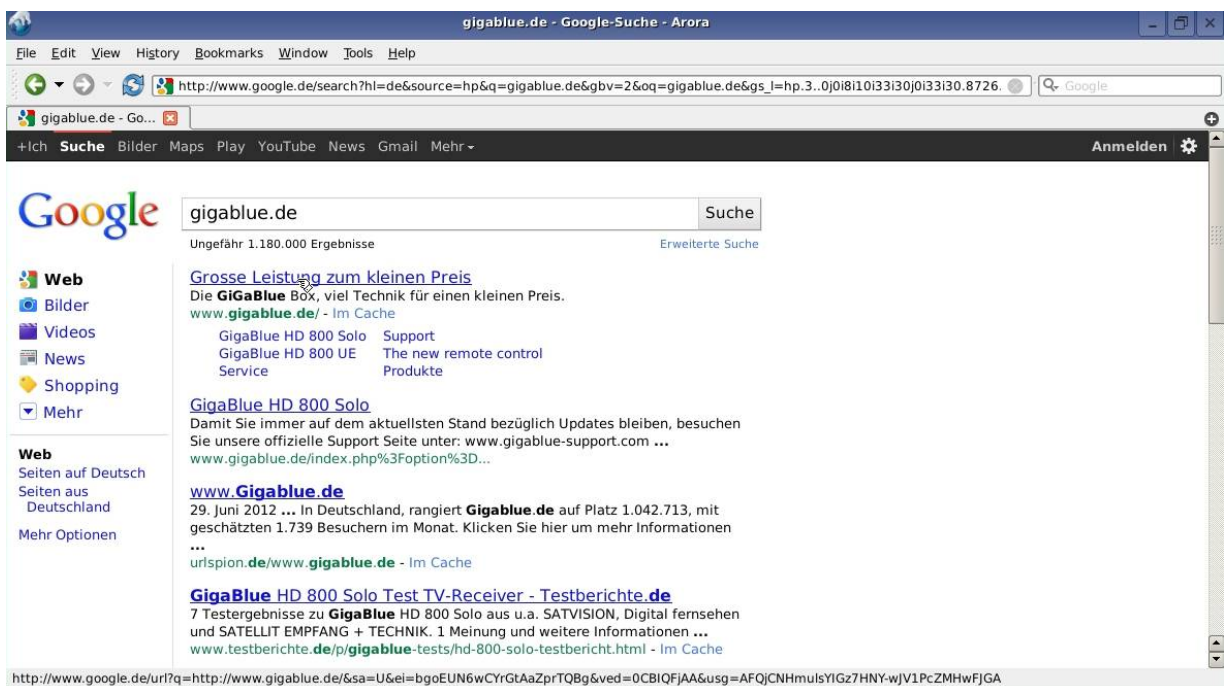 gigablue.de - Google-Suche - Arora
File Edit View History Bookmarks Window Tools Help
http://www.google.de/search?hl=de&source=hp&q=gigablue.de&gbv=2&oq=gigablue.de&gs_l=hp.3..0j0i8i10i33i30j0i33i30.8726. Google
gigablue.de - Go...
+Ich Suche Bilder Maps Play YouTube News Gmail Mehr Anmelden
Google gigablue.de Suche
Ungefähr 1.180.000 Ergebnisse Erweiterte Suche
Web
Bilder
Videos
News
Shopping
Mehr
Web
Seiten auf Deutsch
Seiten aus
Deutschland
Mehr Optionen
Grosse Leistung zum kleinen Preis
Die GiGaBlue Box, viel Technik für einen kleinen Preis.
www.gigablue.de/ - Im Cache
GigaBlue HD 800 Solo Support
GigaBlue HD 800 UE The new remote control
Service Produkte
GigaBlue HD 800 Solo
Damit Sie immer auf dem aktuellsten Stand bezüglich Updates bleiben, besuchen
Sie unsere offizielle Support Seite unter: www.gigablue-support.com ...
www.gigablue.de/index.php%3Foption%3D...
www.Gigablue.de
29. Juni 2012 ... In Deutschland, rangiert Gigablue.de auf Platz 1.042.713, mit
geschätzten 1.739 Besuchern im Monat. Klicken Sie hier um mehr Informationen
...
urlspion.de/www.gigablue.de - Im Cache
GigaBlue HD 800 Solo Test TV-Receiver - Testberichte.de
7 Testergebnisse zu GigaBlue HD 800 Solo aus u.a. SATVISION, Digital fernsehen
und SATELLIT EMPFANG + TECHNIK. 1 Meinung und weitere Informationen ...
www.testberichte.de/p/gigablue-tests/hd-800-solo-testbericht.html - Im Cache
http://www.google.de/url?q=http://www.gigablue.de/&sa=U&ei=bgoEUN6wCYrGtAaZprTQBg&ved=0CBIQFjAA&usg=AFQjCNHmulsYIGz7HNY-wJV1PcZMHwFJGA